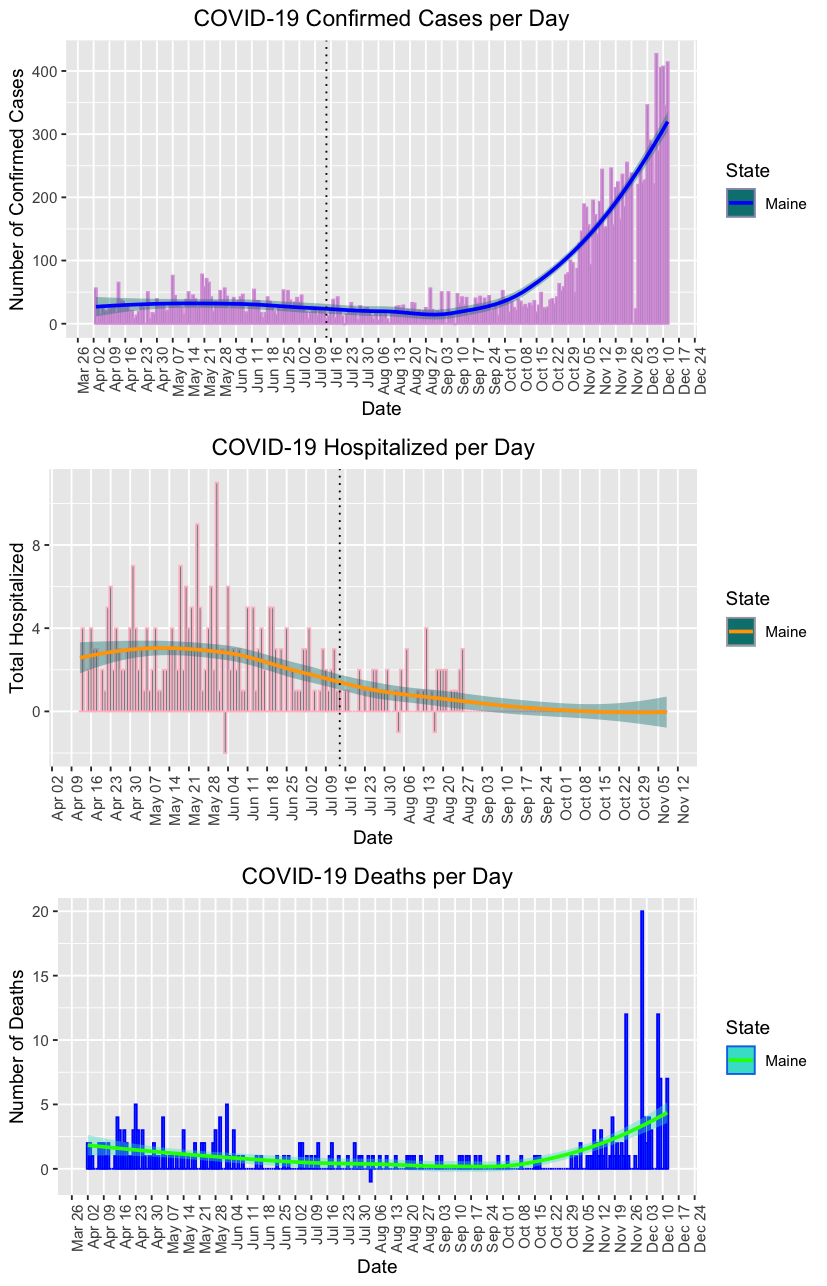 COVID-19 Confirmed Cases per Day
Number of Confirmed Cases
400
300
200
100
0
Mar 26 Apr 02 Apr 09 Apr 16 Apr 23 Apr 30 May 07 May 14 May 21 May 28 Jun 04 Jun 11 Jun 18 Jun 25 Jul 02 Jul 09 Jul 16 Jul 23 Jul 30 Aug 06 Aug 13 Aug 20 Aug 27 Sep 03 Sep 10 Sep 17 Sep 24 Oct 01 Oct 08 Oct 15 Oct 22 Oct 29 Nov 05 Nov 12 Nov 19 Nov 26 Dec 03 Dec 10 Dec 17 Dec 24
Date
State
Maine
COVID-19 Hospitalized per Day
Total Hospitalized
8
4
0
Apr 02 Apr 09 Apr 16 Apr 23 Apr 30 May 07 May 14 May 21 May 28 Jun 04 Jun 11 Jun 18 Jun 25 Jul 02 Jul 09 Jul 16 Jul 23 Jul 30 Aug 06 Aug 13 Aug 20 Aug 27 Sep 03 Sep 10 Sep 17 Sep 24 Oct 01 Oct 08 Oct 15 Oct 22 Oct 29 Nov 05 Nov 12
Date
State
Maine
COVID-19 Deaths per Day
Number of Deaths
20
15
10
5
0
Mar 26 Apr 02 Apr 09 Apr 16 Apr 23 Apr 30 May 07 May 14 May 21 May 28 Jun 04 Jun 11 Jun 18 Jun 25 Jul 02 Jul 09 Jul 16 Jul 23 Jul 30 Aug 06 Aug 13 Aug 20 Aug 27 Sep 03 Sep 10 Sep 17 Sep 24 Oct 01 Oct 08 Oct 15 Oct 22 Oct 29 Nov 05 Nov 12 Nov 19 Nov 26 Dec 03 Dec 10 Dec 17 Dec 24
Date
State
Maine